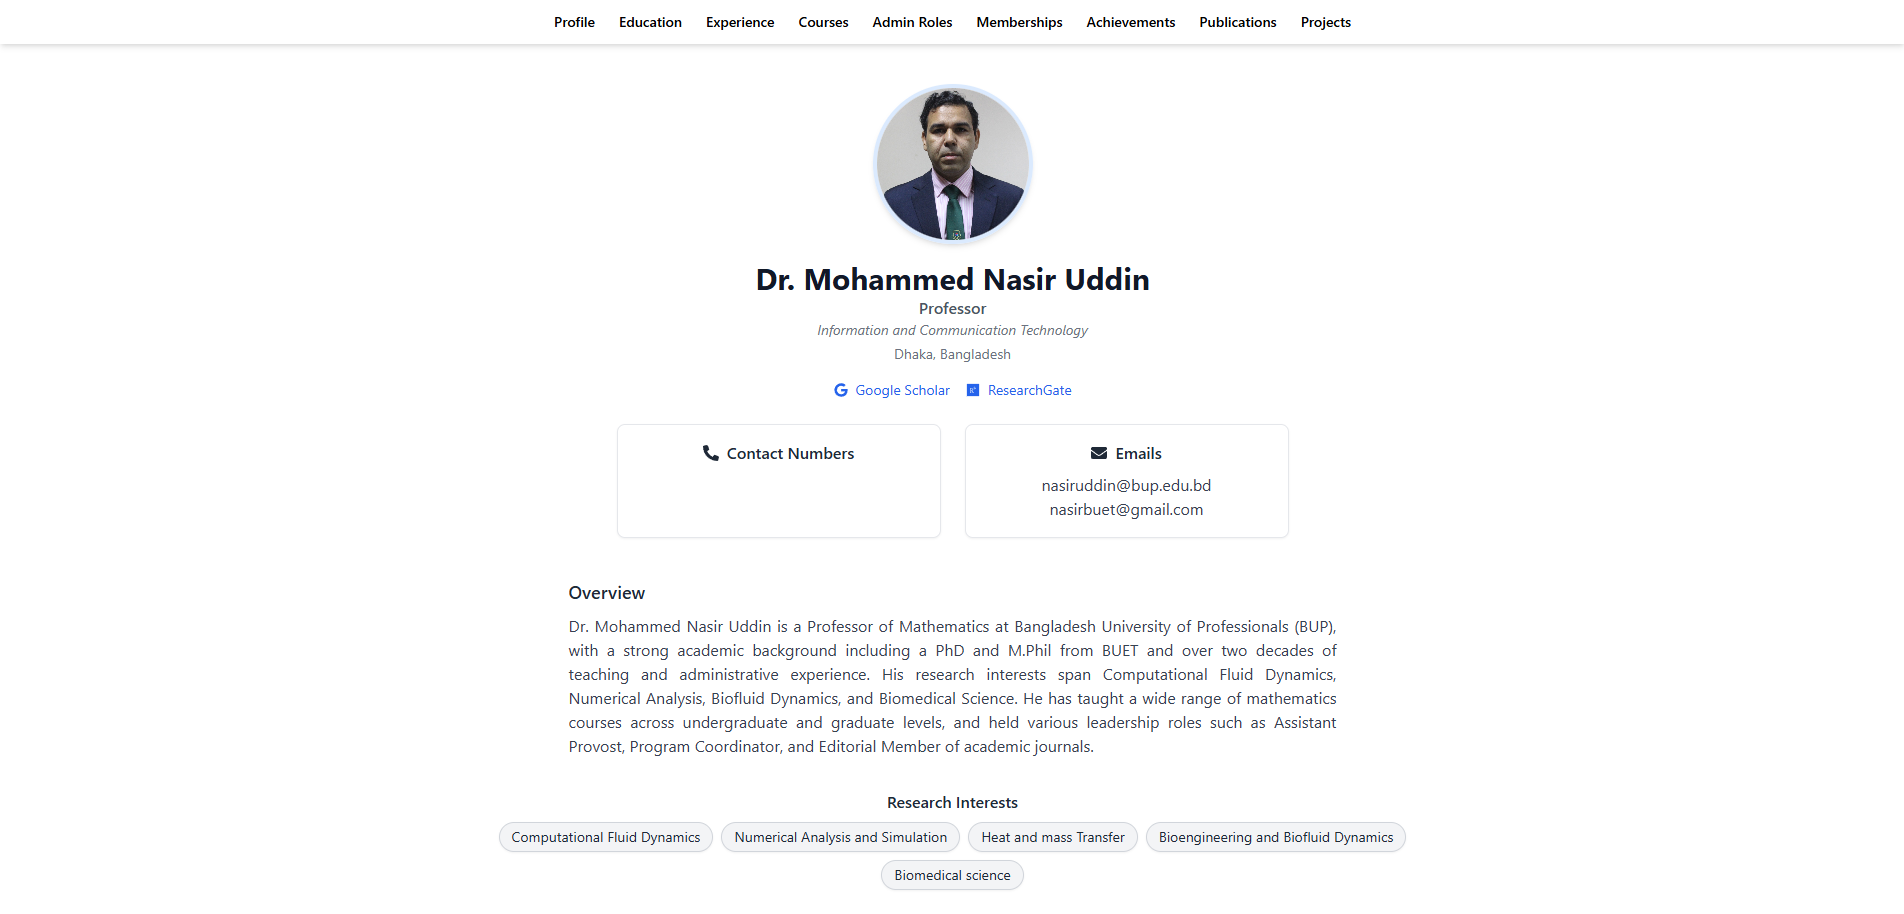 Profile Education Experience Courses Admin Roles Memberships Achievements Publications Projects
Dr. Mohammed Nasir Uddin
Professor
Information and Communication Technology
Dhaka, Bangladesh
Google Scholar ResearchGate
Contact Numbers
Emails
nasiruddin@bup.edu.bd
nasirbuet@gmail.com
Overview
Dr. Mohammed Nasir Uddin is a Professor of Mathematics at Bangladesh University of Professionals (BUP),
with a strong academic background including a PhD and M.Phil from BUET and over two decades of
teaching and administrative experience. His research interests span Computational Fluid Dynamics,
Numerical Analysis, Biofluid Dynamics, and Biomedical Science. He has taught a wide range of mathematics
courses across undergraduate and graduate levels, and held various leadership roles such as Assistant
Provost, Program Coordinator, and Editorial Member of academic journals.
Research Interests
Computational Fluid Dynamics Numerical Analysis and Simulation Heat and mass Transfer Bioengineering and Biofluid Dynamics
Biomedical science